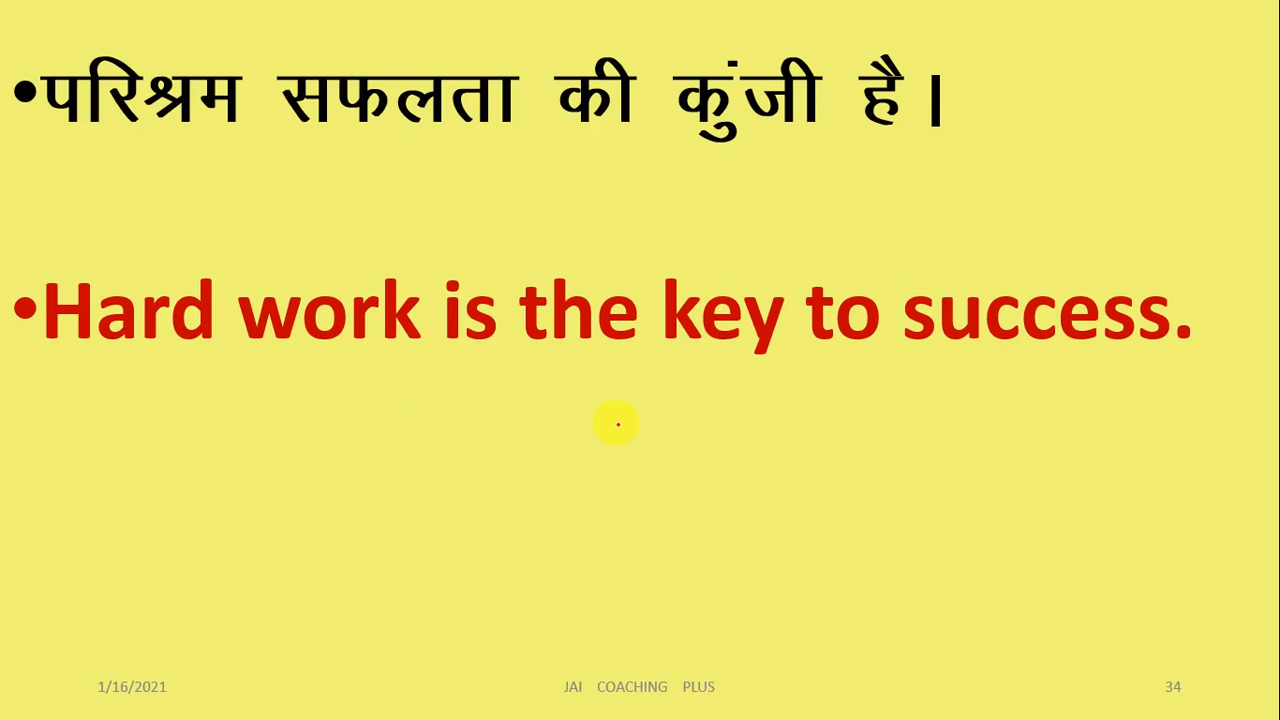 •परिश्रम सफलता की कुंजी है।
•Hard work is the key to success.
1/16/2021 JAI COACHING PLUS 34